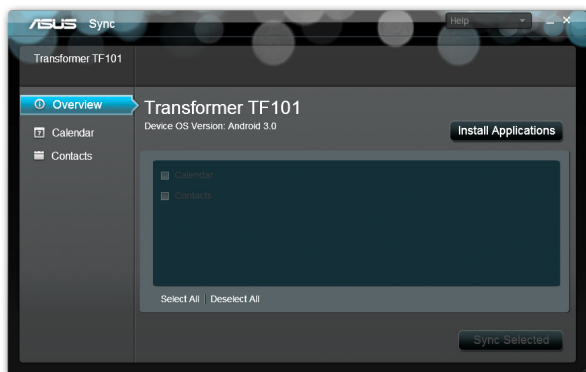 ASUS Sync
Help
Transformer TF101
Overview
Calendar
Contacts
Transformer TF101
Device OS Version: Android 3.0
Install Applications
Calendar
Contacts
Select All | Deselect All
Sync Selected